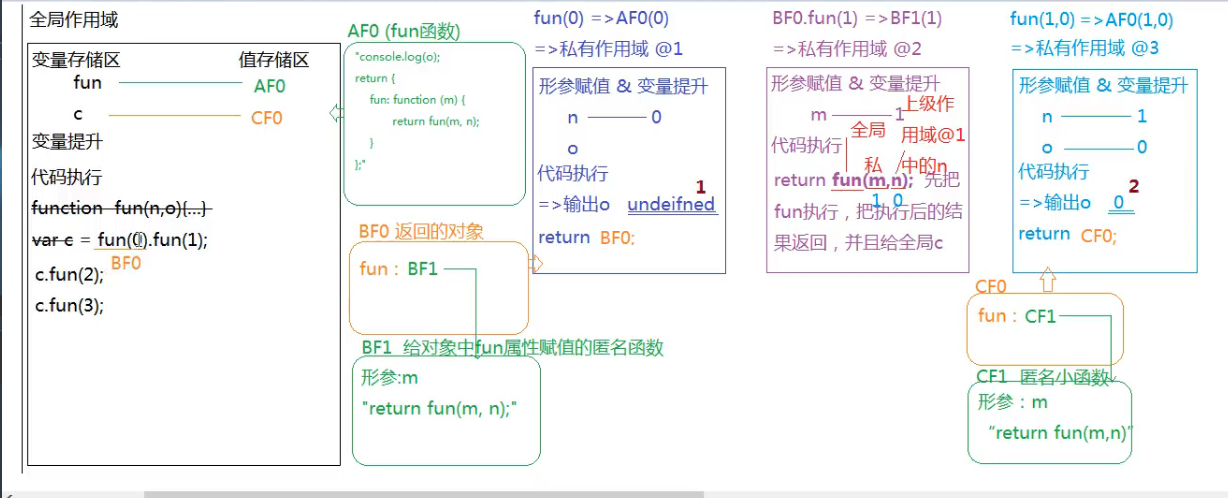 全局作用域
变量存储区 值存储区
fun AF0
c CF0
变量提升
代码执行
function fun(n,o){...}
var c = fun(0).fun(1);
BF0
c.fun(2);
c.fun(3);
AF0 (fun函数)
"console.log(o);
return {
fun: function (m) {
return fun(m, n);
}
};"
BF0 返回的对象
fun：BF1
BF1 给对象中fun属性赋值的匿名函数
形参:m
"return fun(m, n);"
fun(0) =>AF0(0)
=>私有作用域 @1
形参赋值 & 变量提升
n 0
o
代码执行
1
=>输出o undeifned
return BF0;
BF0.fun(1) =>BF1(1)
=>私有作用域 @2
形参赋值 & 变量提升
m 1
上级作
用域@1
中的n
全局
私
代码执行
return fun(m,n); 先把
1 0
fun执行，把执行后的结
果返回，并且给全局c
fun(1,0) =>AF0(1,0)
=>私有作用域 @3
形参赋值 & 变量提升
n 1
o 0
代码执行
2
=>输出o 0
return CF0;
CF0
fun：CF1
CF1 匿名小函数
形参：m
“return fun(m,n)”